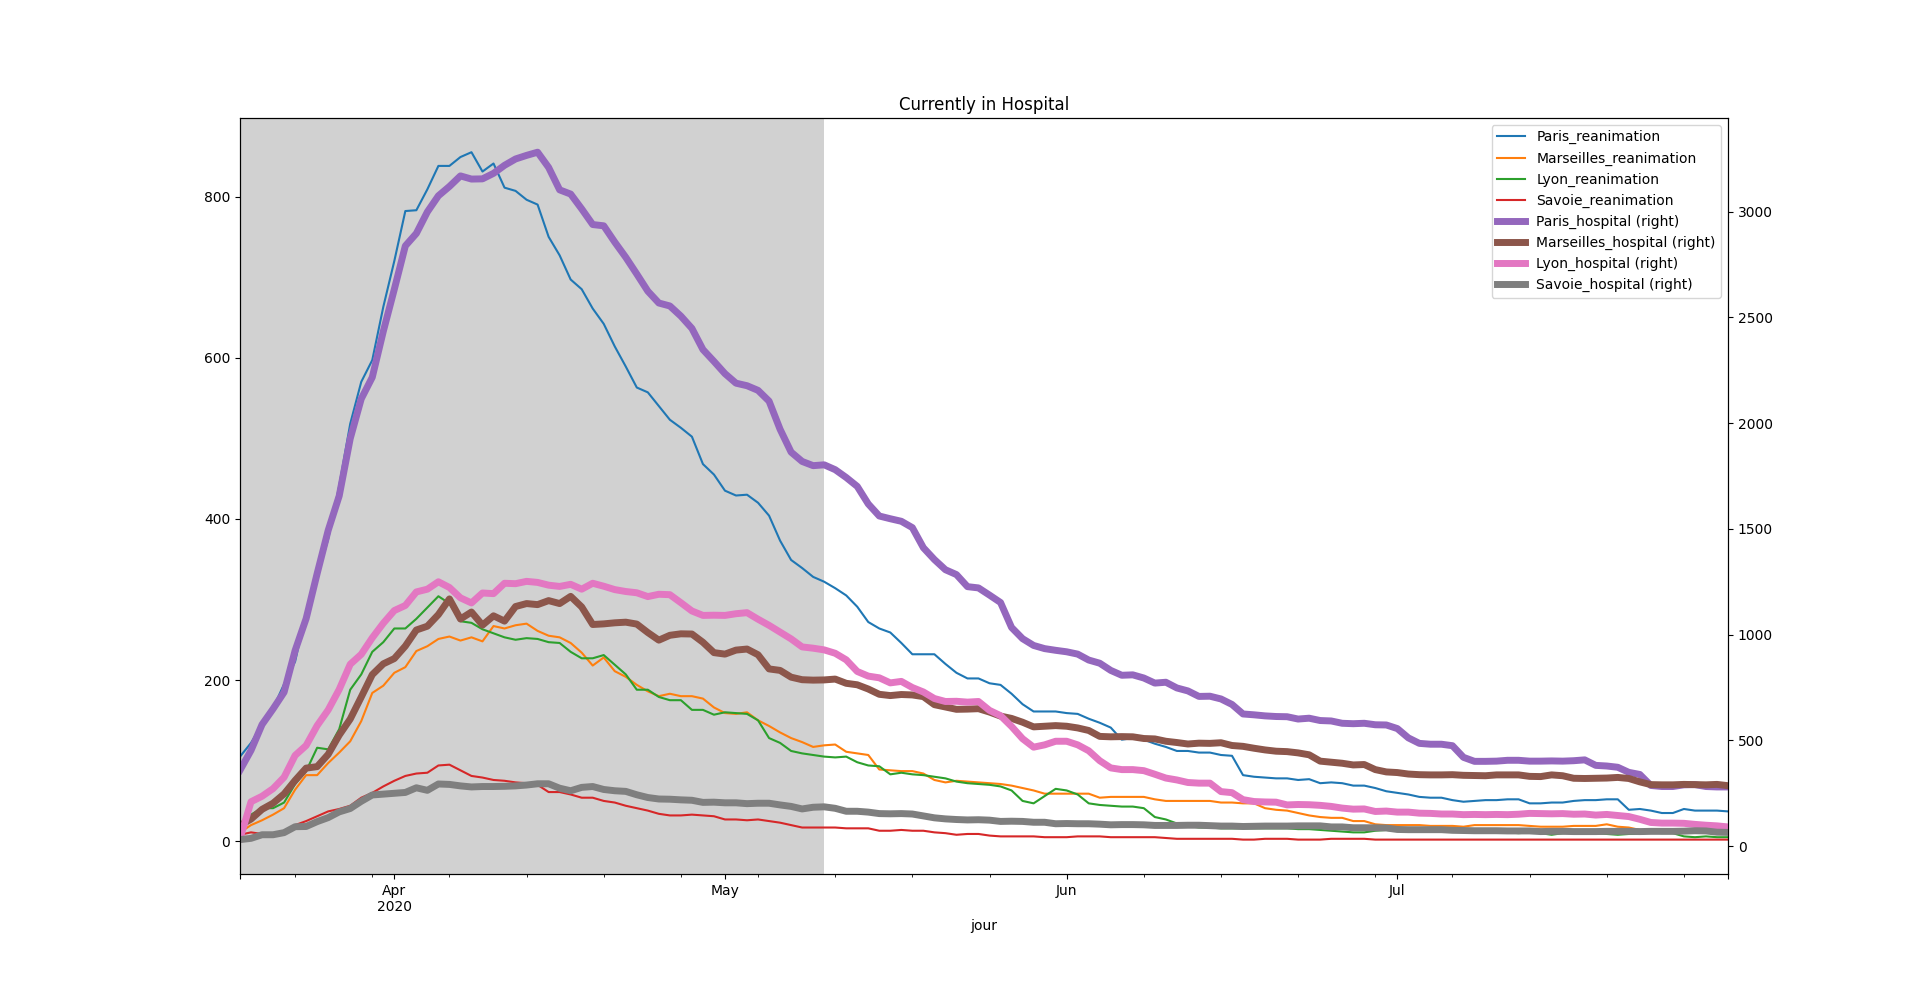 Currently in Hospital
Paris_reanimation
Marseilles_reanimation
Lyon_reanimation
Savoie_reanimation
Paris_hospital (right)
Marseilles_hospital (right)
Lyon_hospital (right)
Savoie_hospital (right)
800
600
400
200
0
3000
2500
2000
1500
1000
500
0
Apr May Jun Jul
2020
jour